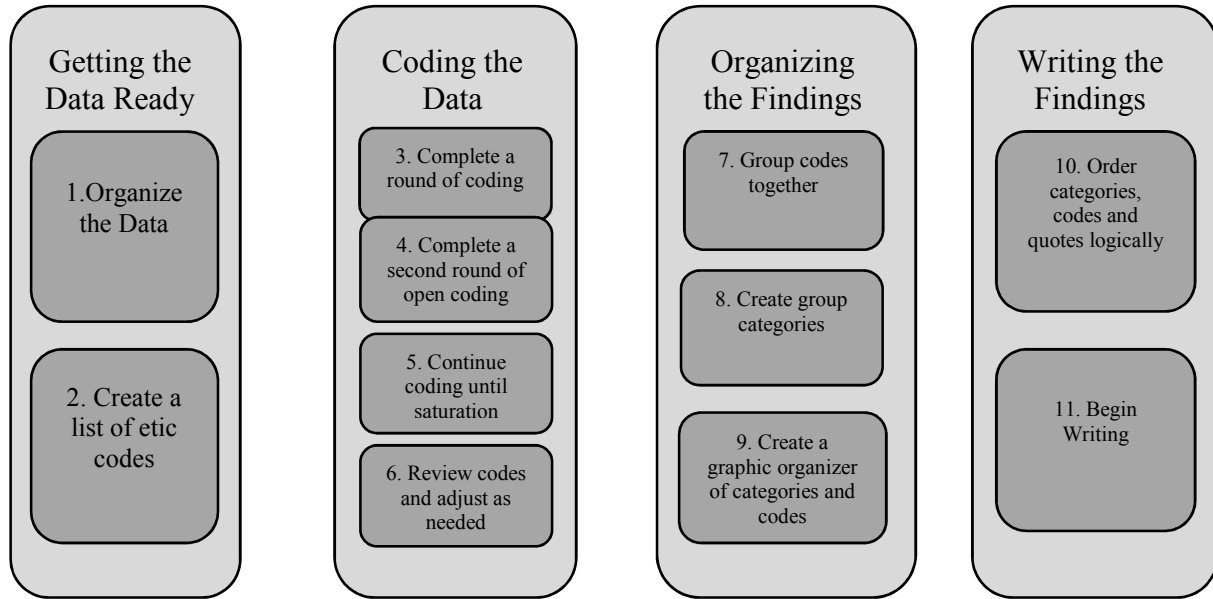 Getting the
Data Ready
1.Organize
the Data
2. Create a
list of etic
codes
Coding the
Data
3. Complete a
round of coding
4. Complete a
second round of
open coding
5. Continue
coding until
saturation
6. Review codes
and adjust as
needed
Organizing
the Findings
7. Group codes
together
8. Create group
categories
9. Create a
graphic organizer
of categories and
codes
Writing the
Findings
10. Order
categories,
codes and
quotes logically
11. Begin
Writing